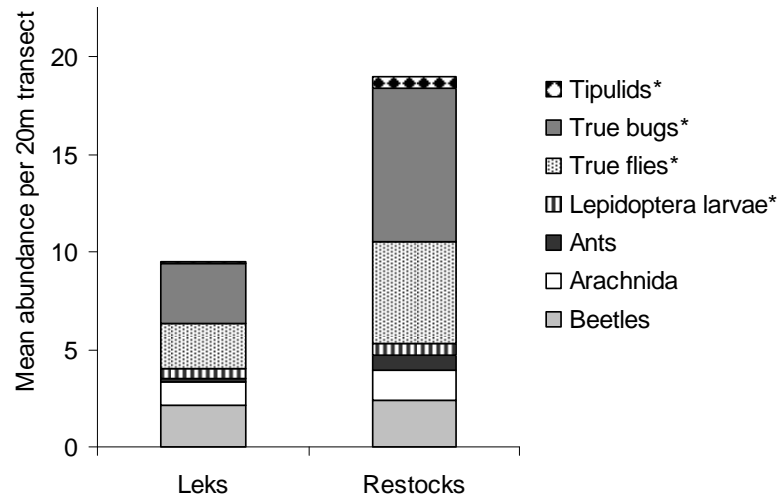 Mean abundance per 20m transect
20
15
10
5
0
Leks
Restocks
Tipulids*
True bugs*
True flies*
Lepidoptera larvae*
Ants
Arachnida
Beetles